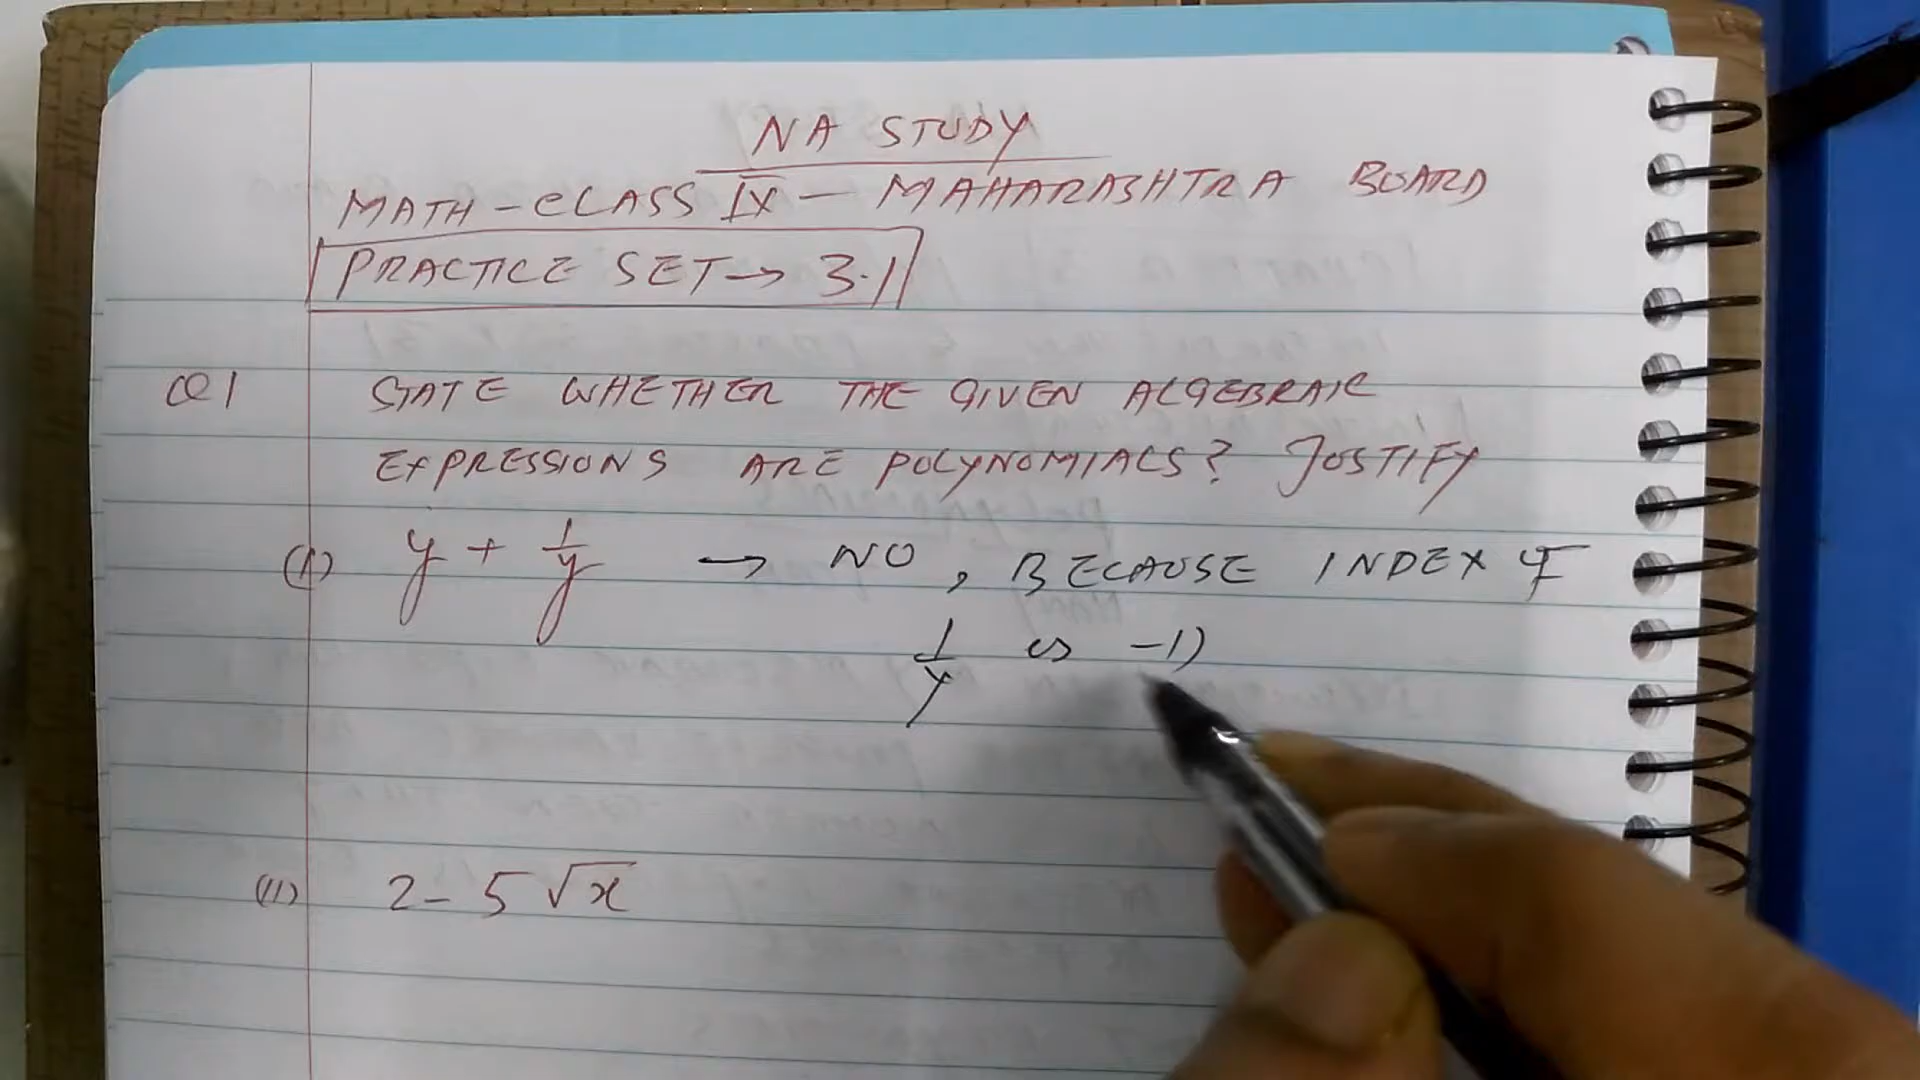 NA STUDY
MATH - CLASS IX - MAHARASHTRA BOARD
PRACTICE SET → 3.1
Q1 STATE WHETHER THE GIVEN ALGEBRAIC
EXPRESSIONS ARE POLYNOMIALS? JUSTIFY
(I) y + 1/y → NO, BECAUSE INDEX OF
1/y is -1)
(II) 2 - 5√x